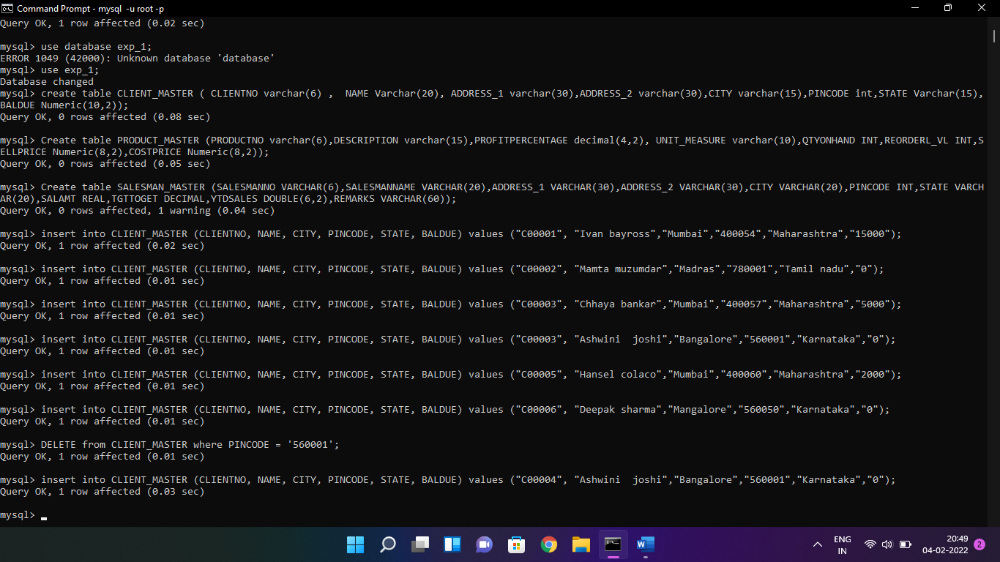 Command Prompt - mysql  -u root -p
Query OK, 1 row affected (0.02 sec)
mysql> use database exp_1;
ERROR 1049 (42000): Unknown database 'database'
mysql> use exp_1;
Database changed
mysql> create table CLIENT_MASTER ( CLIENTNO varchar(6) ,  NAME Varchar(20), ADDRESS_1 varchar(30),ADDRESS_2 varchar(30),CITY varchar(15),PINCODE int,STATE Varchar(15),
BALDUE Numeric(10,2));
Query OK, 0 rows affected (0.08 sec)
mysql> Create table PRODUCT_MASTER (PRODUCTNO varchar(6),DESCRIPTION varchar(15),PROFITPERCENTAGE decimal(4,2), UNIT_MEASURE varchar(10),QTYONHAND INT,REORDERL_VL INT,S
ELLPRICE Numeric(8,2),COSTPRICE Numeric(8,2));
Query OK, 0 rows affected (0.05 sec)
mysql> Create table SALESMAN_MASTER (SALESMANNO VARCHAR(6),SALESMANNAME VARCHAR(20),ADDRESS_1 VARCHAR(30),ADDRESS_2 VARCHAR(30),CITY VARCHAR(20),PINCODE INT,STATE VARCH
AR(20),SALAMT REAL,TGTTOGET DECIMAL,YTDSALES DOUBLE(6,2),REMARKS VARCHAR(60));
Query OK, 0 rows affected, 1 warning (0.04 sec)
mysql> insert into CLIENT_MASTER (CLIENTNO, NAME, CITY, PINCODE, STATE, BALDUE) values ("C00001", "Ivan bayross","Mumbai","400054","Maharashtra","15000");
Query OK, 1 row affected (0.02 sec)
mysql> insert into CLIENT_MASTER (CLIENTNO, NAME, CITY, PINCODE, STATE, BALDUE) values ("C00002", "Mamta muzumdar","Madras","780001","Tamil nadu","0");
Query OK, 1 row affected (0.01 sec)
mysql> insert into CLIENT_MASTER (CLIENTNO, NAME, CITY, PINCODE, STATE, BALDUE) values ("C00003", "Chhaya bankar","Mumbai","400057","Maharashtra","5000");
Query OK, 1 row affected (0.01 sec)
mysql> insert into CLIENT_MASTER (CLIENTNO, NAME, CITY, PINCODE, STATE, BALDUE) values ("C00003", "Ashwini  joshi","Bangalore","560001","Karnataka","0");
Query OK, 1 row affected (0.01 sec)
mysql> insert into CLIENT_MASTER (CLIENTNO, NAME, CITY, PINCODE, STATE, BALDUE) values ("C00005", "Hansel colaco","Mumbai","400060","Maharashtra","2000");
Query OK, 1 row affected (0.01 sec)
mysql> insert into CLIENT_MASTER (CLIENTNO, NAME, CITY, PINCODE, STATE, BALDUE) values ("C00006", "Deepak sharma","Mangalore","560050","Karnataka","0");
Query OK, 1 row affected (0.01 sec)
mysql> DELETE from CLIENT_MASTER where PINCODE = '560001';
Query OK, 1 row affected (0.01 sec)
mysql> insert into CLIENT_MASTER (CLIENTNO, NAME, CITY, PINCODE, STATE, BALDUE) values ("C00004", "Ashwini  joshi","Bangalore","560001","Karnataka","0");
Query OK, 1 row affected (0.03 sec)
mysql>
ENG
IN
20:49
04-02-2022
2